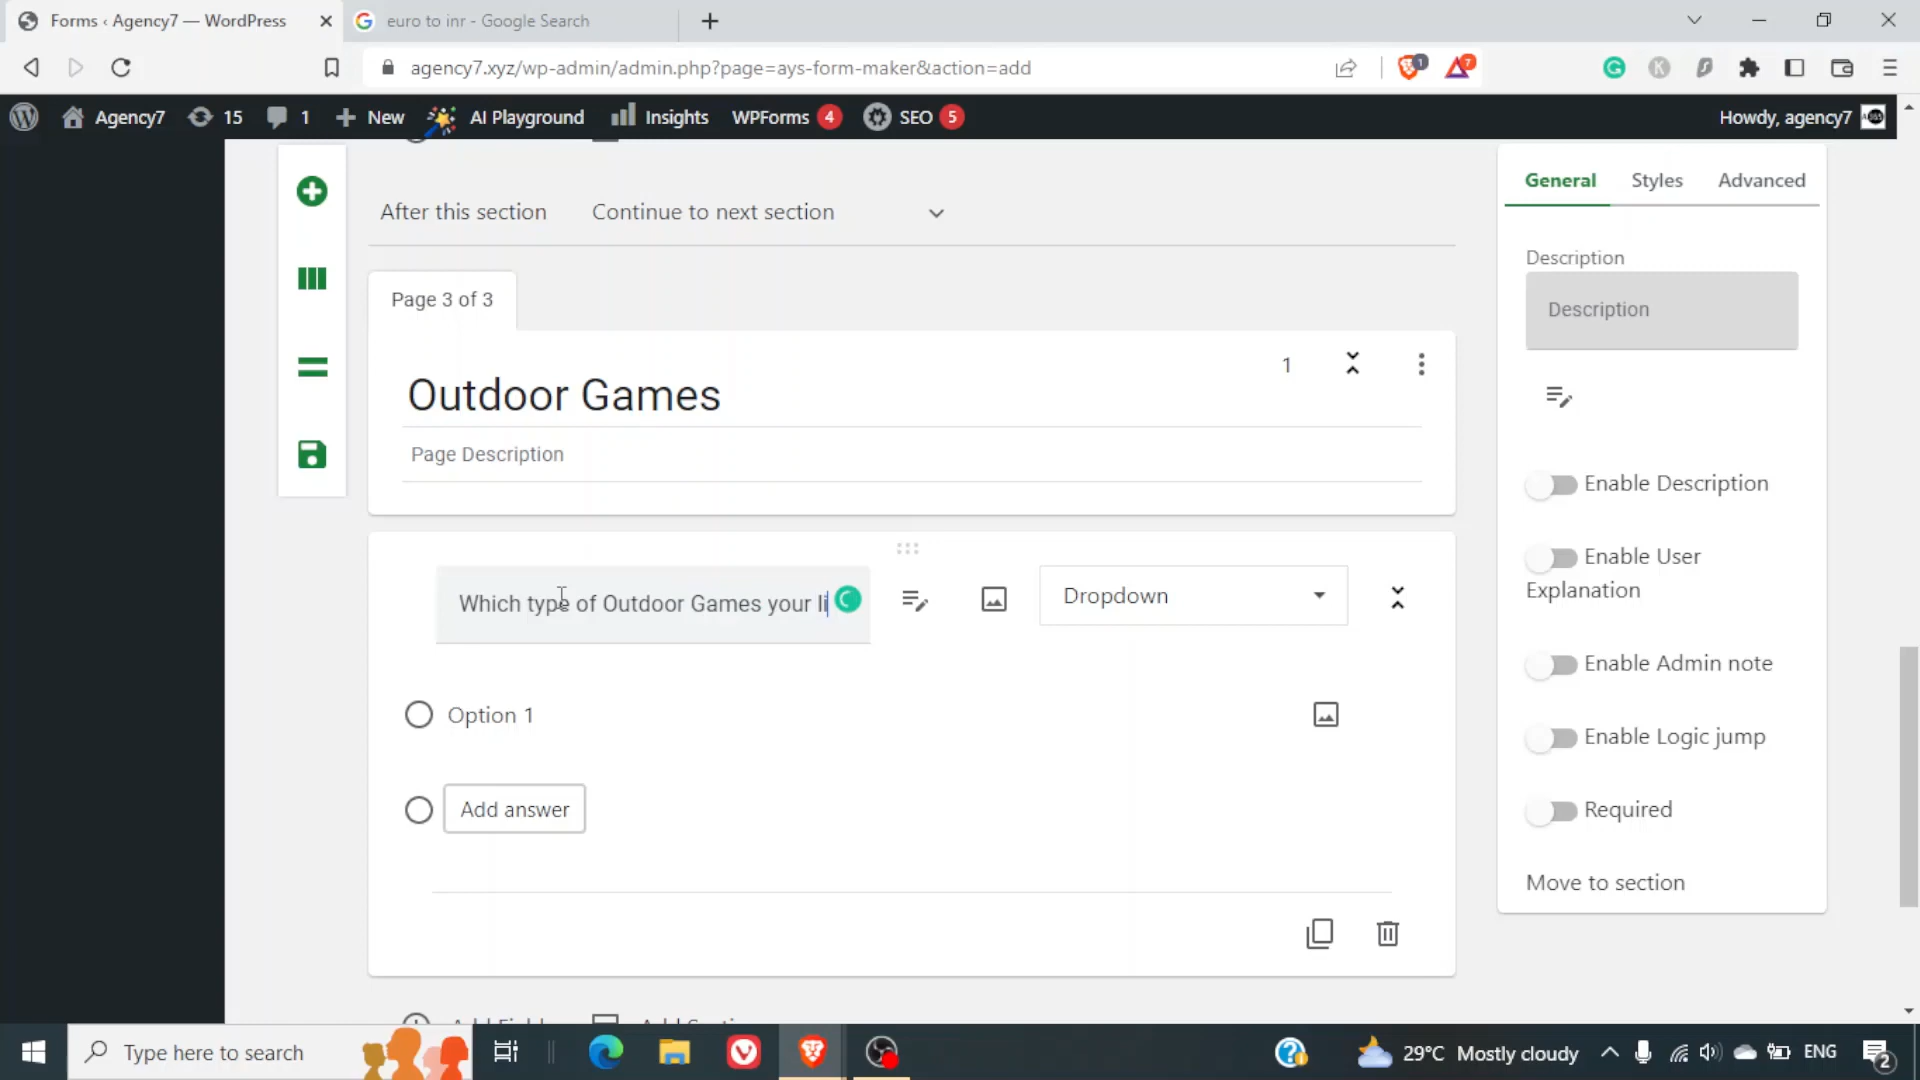 Forms ‹ Agency7 — WordPress
euro to inr - Google Search
agency7.xyz/wp-admin/admin.php?page=ays-form-maker&action=add
1
7
Agency7
15
1
New
AI Playground
Insights
WPForms 4
SEO 5
Howdy, agency7
After this section
Continue to next section
Page 3 of 3
1
Outdoor Games
Page Description
Which type of Outdoor Games your li
Dropdown
Option 1
Add answer
General
Styles
Advanced
Description
Description
Enable Description
Enable User
Explanation
Enable Admin note
Enable Logic jump
Required
Move to section
Type here to search
29°C Mostly cloudy
ENG
2